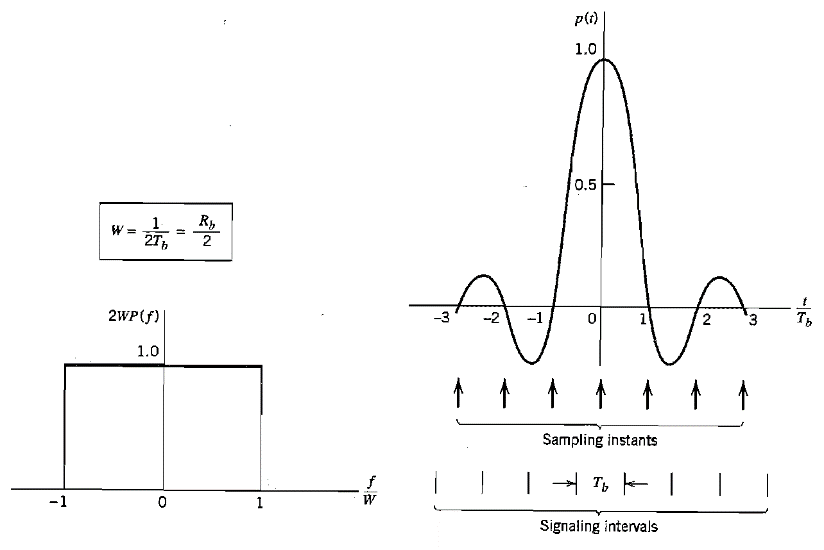 W = 1/2T_b = R_b/2
2WP(f)
1.0
-1 0 1
f/W
p(t)
1.0
0.5
-3 -2 -1 0 1 2 3
t/T_b
Sampling instants
T_b
Signaling intervals